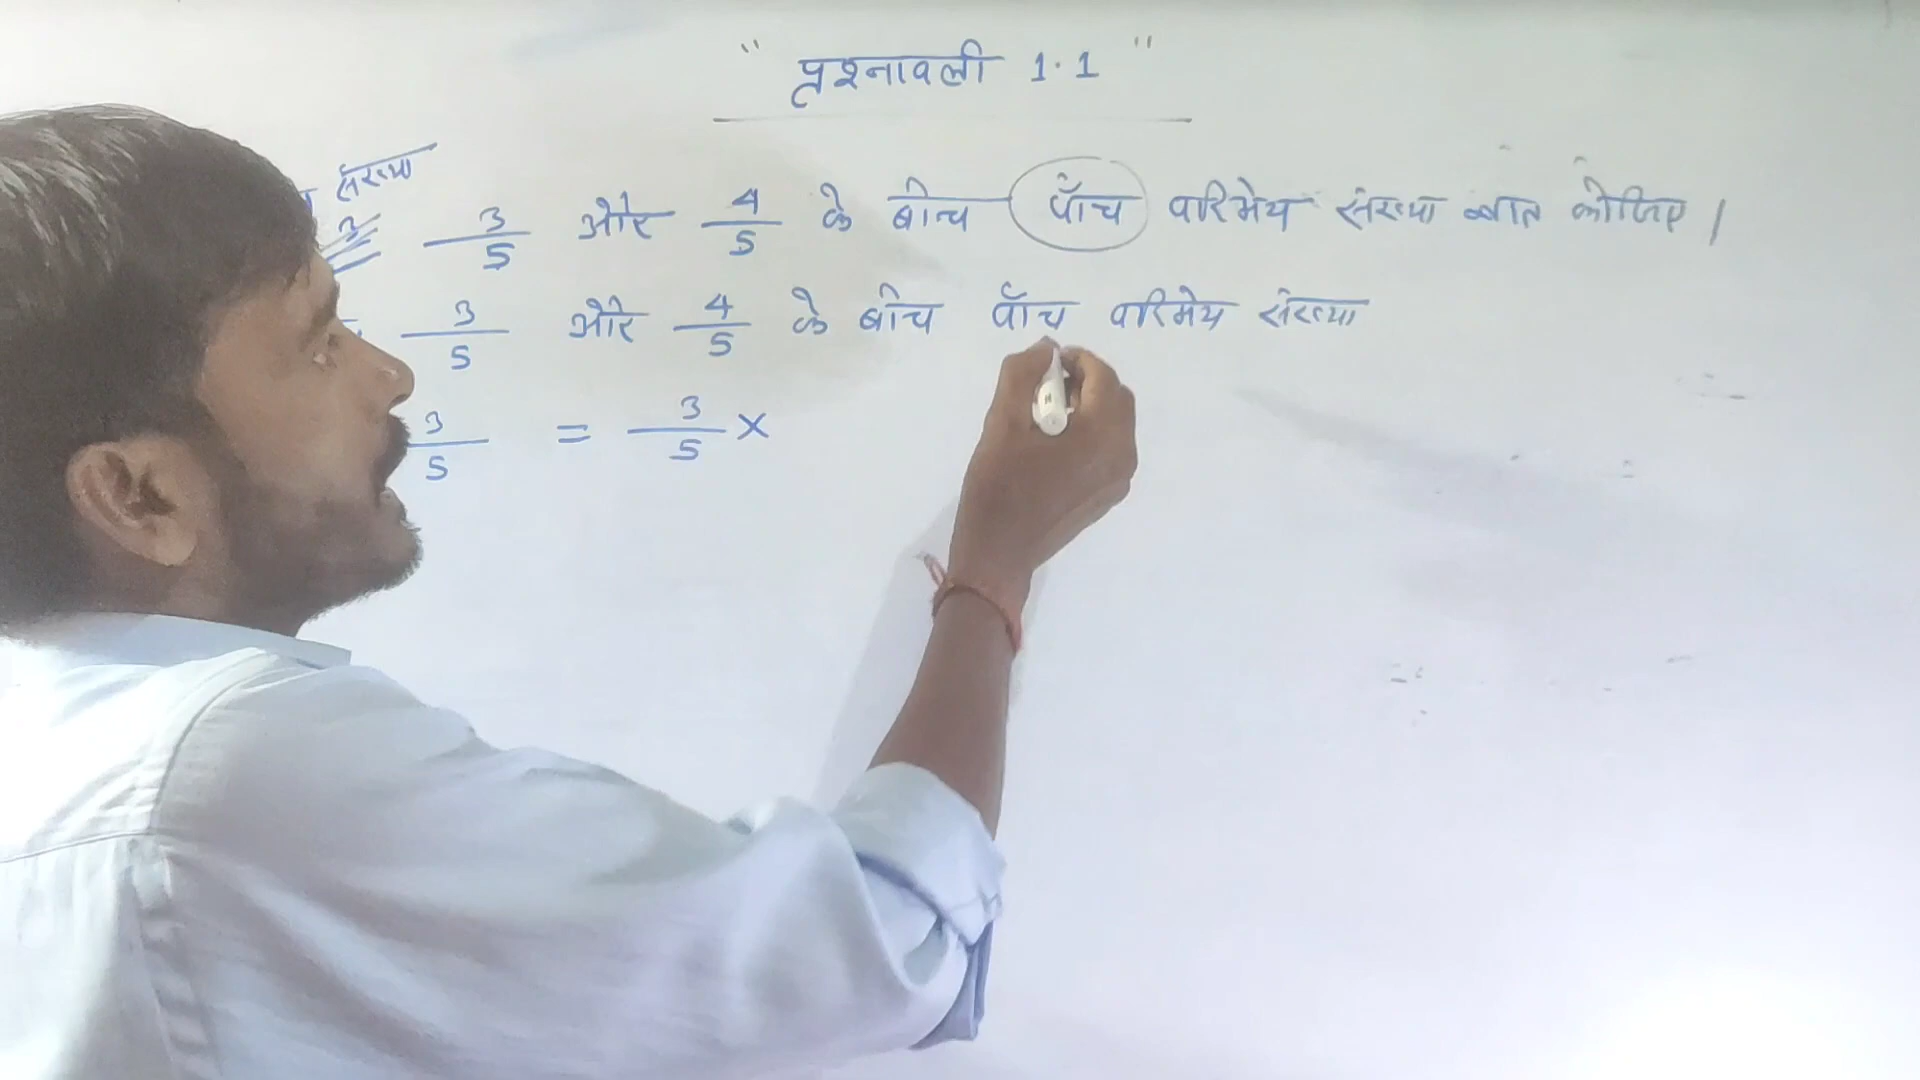 " प्रश्नावली 1.1 "
संख्या
3 3/5 और 4/5 के बीच पाँच परिमेय संख्या ज्ञात कीजिए।
3/5 और 4/5 के बीच पाँच परिमेय संख्या
3/5 = 3/5 ×